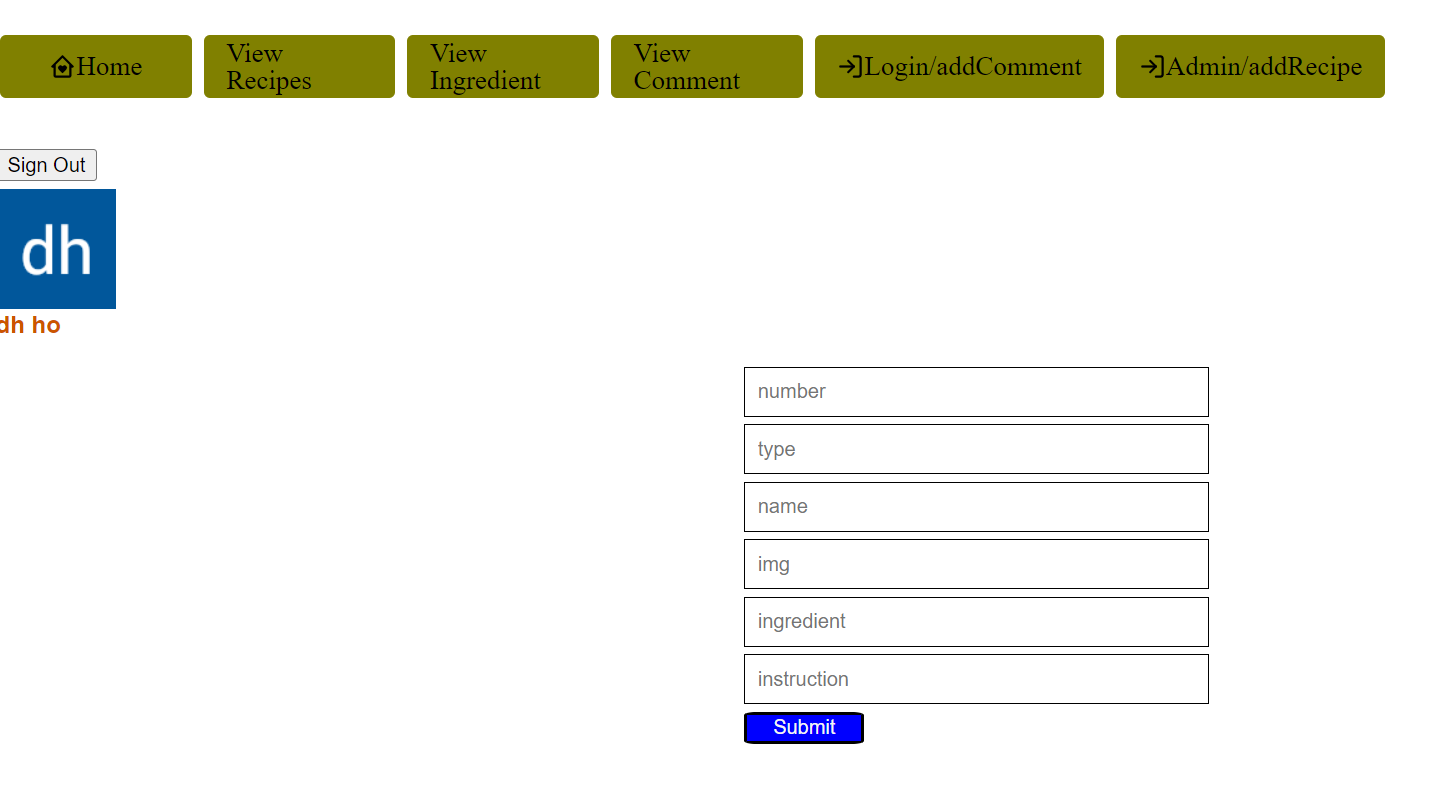 Home
View
Recipes
View
Ingredient
View
Comment
Login/addComment
Admin/addRecipe
Sign Out
dh
dh ho
number
type
name
img
ingredient
instruction
Submit